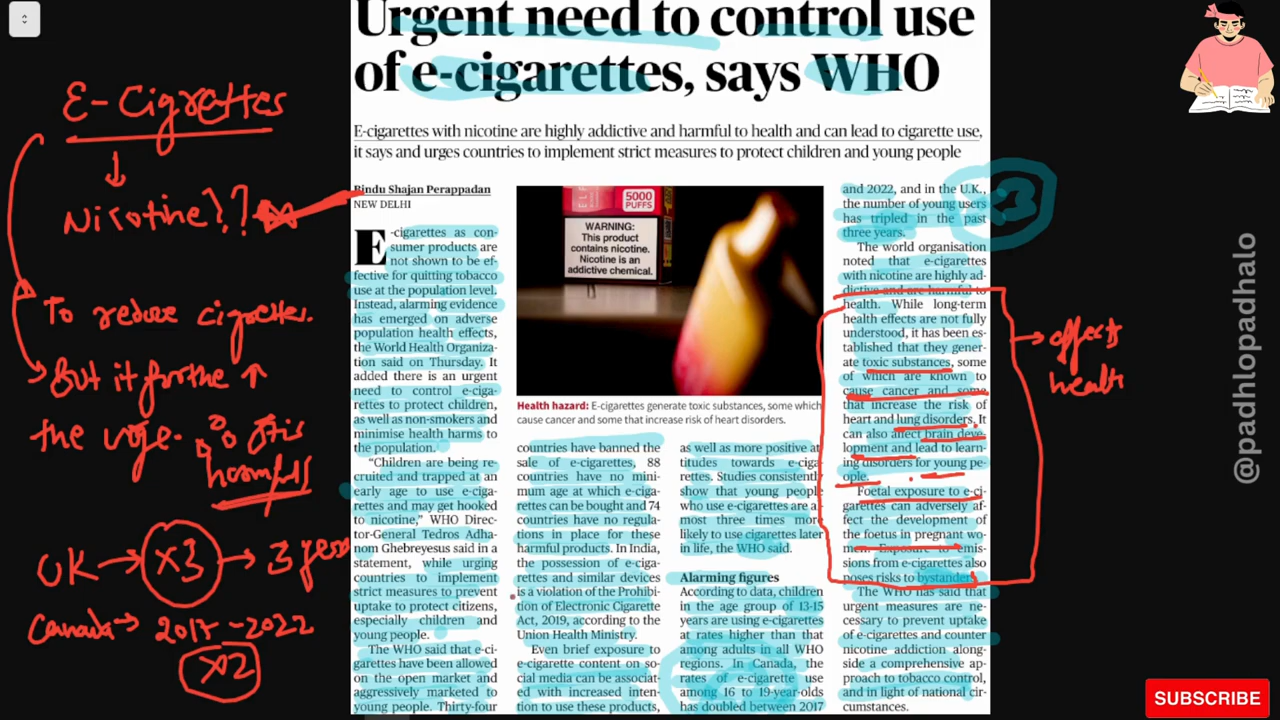 Urgent need to control use
of e-cigarettes, says WHO
E-cigarettes with nicotine are highly addictive and harmful to health and can lead to cigarette use,
it says and urges countries to implement strict measures to protect children and young people
Bindu Shajan Perappadan
NEW DELHI
E-cigarettes as con-
sumer products are
not shown to be ef-
fective for quitting tobacco
use at the population level.
Instead, alarming evidence
has emerged on adverse
population health effects,
the World Health Organiza-
tion said on Thursday. It
added there is an urgent
need to control e-ciga-
rettes to protect children,
as well as non-smokers and
minimise health harms to
the population.
“Children are being re-
cruited and trapped at an
early age to use e-ciga-
rettes and may get hooked
to nicotine,” WHO Direc-
tor-General Tedros Adha-
nom Ghebreyesus said in a
statement, while urging
countries to implement
strict measures to prevent
uptake to protect citizens,
especially children and
young people.
The WHO said that e-ci-
garettes have been allowed
on the open market and
aggressively marketed to
young people. Thirty-four
5000
PUFFS
WARNING:
This product
contains nicotine.
Nicotine is an
addictive chemical.
Health hazard: E-cigarettes generate toxic substances, some which
cause cancer and some that increase risk of heart disorders.
countries have banned the
sale of e-cigarettes, 88
countries have no mini-
mum age at which e-ciga-
rettes can be bought and 74
countries have no regula-
tions in place for these
harmful products. In India,
the possession of e-ciga-
rettes and similar devices
is a violation of the Prohibi-
tion of Electronic Cigarette
Act, 2019, according to the
Union Health Ministry.
Even brief exposure to
e-cigarette content on so-
cial media can be associat-
ed with increased inten-
tion to use these products,
as well as more positive at-
titudes towards e-ciga-
rettes. Studies consistently
show that young people
who use e-cigarettes are al-
most three times more
likely to use cigarettes later
in life, the WHO said.
Alarming figures
According to data, children
in the age group of 13-15
years are using e-cigarettes
at rates higher than that
among adults in all WHO
regions. In Canada, the
rates of e-cigarette use
among 16 to 19-year-olds
has doubled between 2017
and 2022, and in the U.K.,
the number of young users
has tripled in the past
three years.
The world organisation
noted that e-cigarettes
with nicotine are highly ad-
dictive and are harmful to
health. While long-term
health effects are not fully
understood, it has been es-
tablished that they gener-
ate toxic substances, some
of which are known to
cause cancer and some
that increase the risk of
heart and lung disorders. It
can also affect brain deve-
lopment and lead to learn-
ing disorders for young pe-
ople.
Foetal exposure to e-ci-
garettes can adversely af-
fect the development of
the foetus in pregnant wo-
men. Exposure to emis-
sions from e-cigarettes also
poses risks to bystanders.
The WHO has said that
urgent measures are ne-
cessary to prevent uptake
of e-cigarettes and counter
nicotine addiction along-
side a comprehensive ap-
proach to tobacco control,
and in light of national cir-
cumstances.
E-Cigrettes
Nicotine??
To reduce cigrettes.
But it furthe ↑
the usge.
harmful
UK → x3 → 3 years
Canada → 2017-2022
x2
x3
effects
health
@padhlopadhalo
SUBSCRIBE